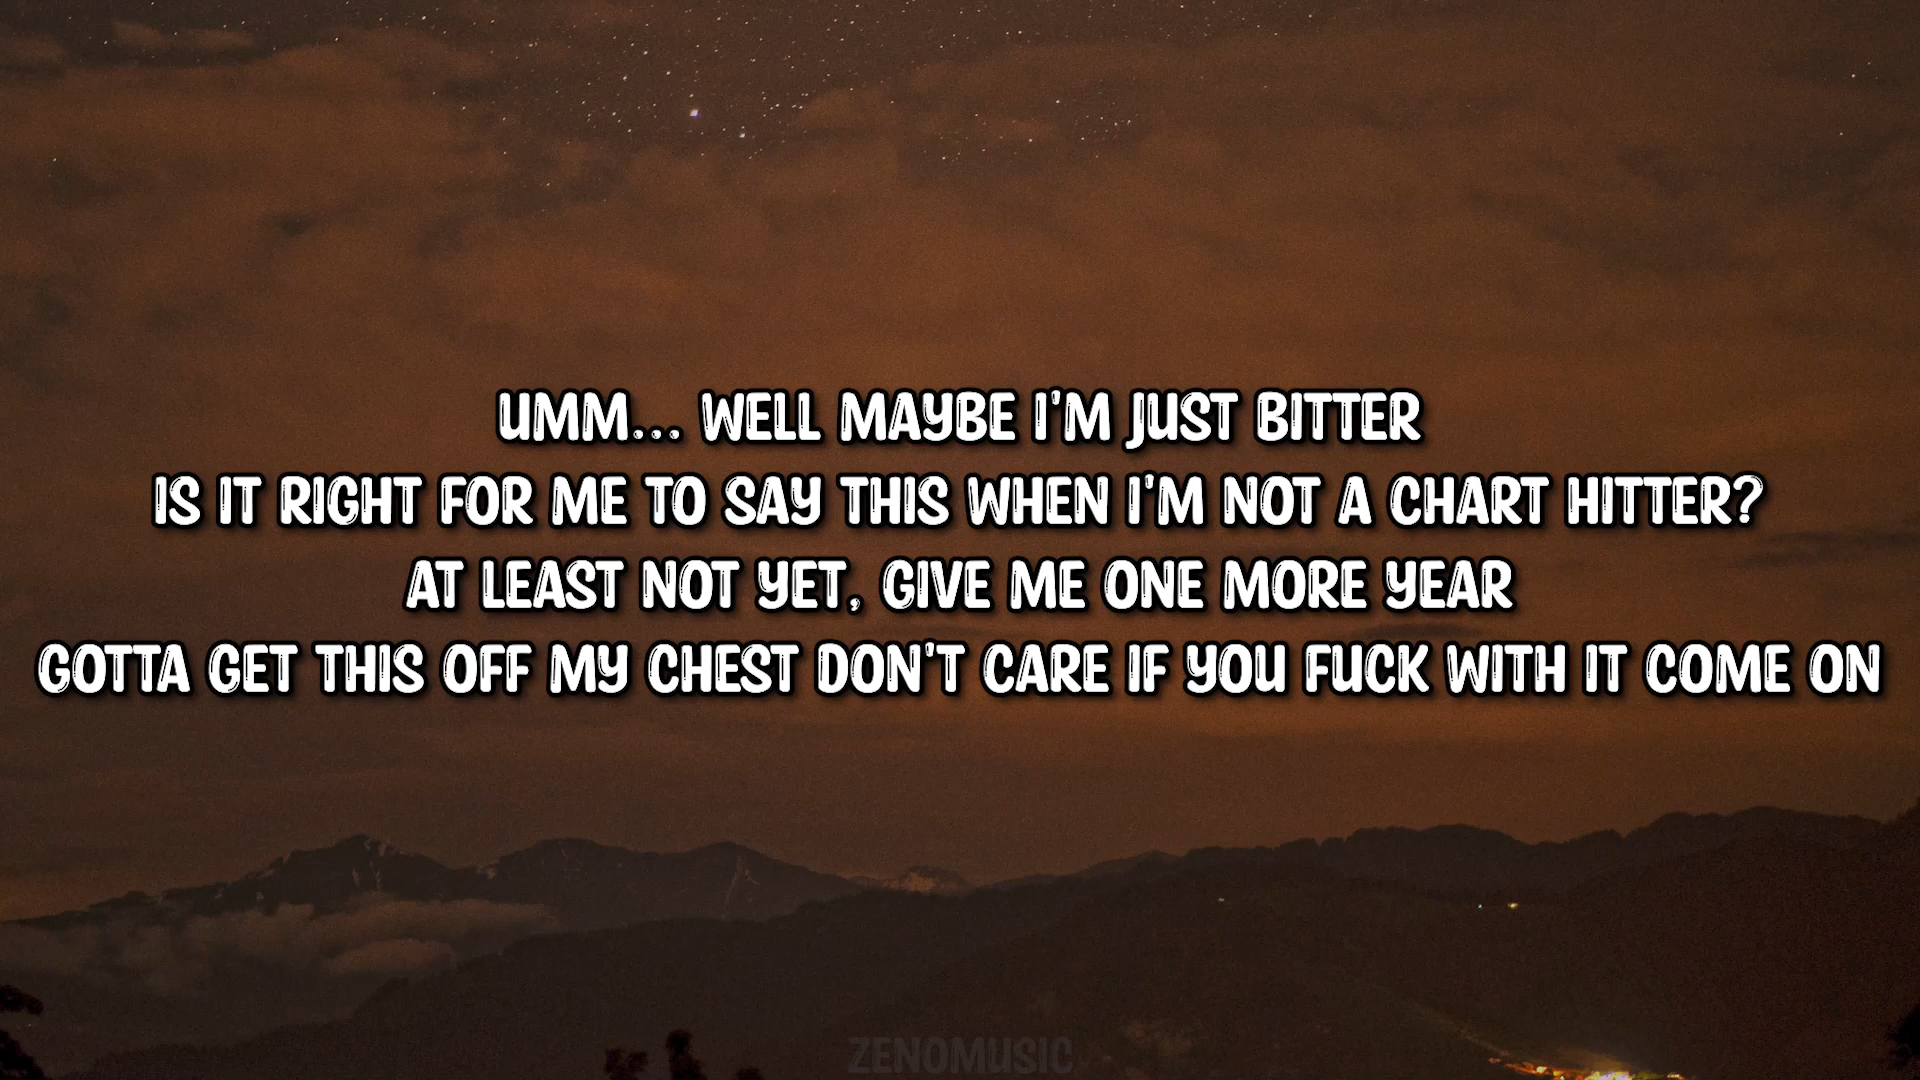 UMM... WELL MAYBE I'M JUST BITTER
IS IT RIGHT FOR ME TO SAY THIS WHEN I'M NOT A CHART HITTER?
AT LEAST NOT YET, GIVE ME ONE MORE YEAR
GOTTA GET THIS OFF MY CHEST DON'T CARE IF YOU FUCK WITH IT COME ON
ZENOMUSIC